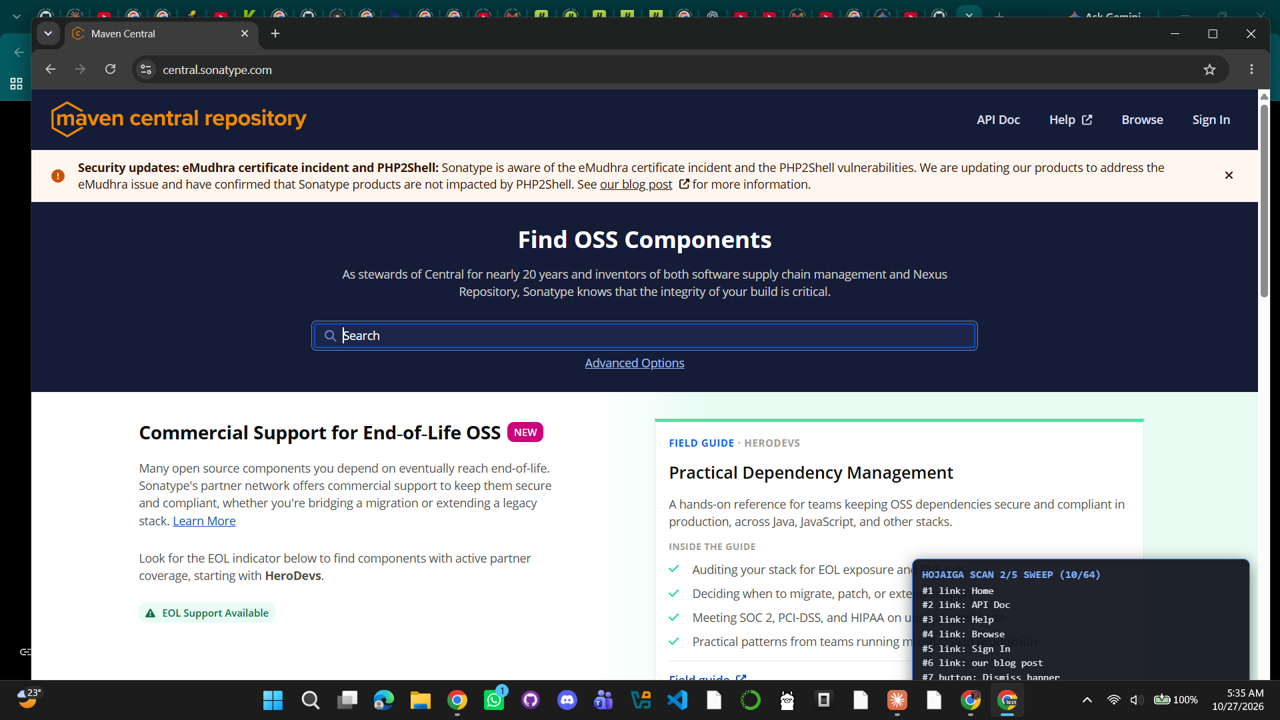 Ask Gemini
Maven Central
central.sonatype.com
maven central repository
API Doc
Help
Browse
Sign In
Security updates: eMudhra certificate incident and PHP2Shell: Sonatype is aware of the eMudhra certificate incident and the PHP2Shell vulnerabilities. We are updating our products to address the
eMudhra issue and have confirmed that Sonatype products are not impacted by PHP2Shell. See our blog post for more information.
Find OSS Components
As stewards of Central for nearly 20 years and inventors of both software supply chain management and Nexus
Repository, Sonatype knows that the integrity of your build is critical.
Search
Advanced Options
Commercial Support for End-of-Life OSS NEW
Many open source components you depend on eventually reach end-of-life.
Sonatype's partner network offers commercial support to keep them secure
and compliant, whether you're bridging a migration or extending a legacy
stack. Learn More
Look for the EOL indicator below to find components with active partner
coverage, starting with HeroDevs.
EOL Support Available
FIELD GUIDE · HERODEVS
Practical Dependency Management
A hands-on reference for teams keeping OSS dependencies secure and compliant in
production, across Java, JavaScript, and other stacks.
INSIDE THE GUIDE
Auditing your stack for EOL exposure and
Deciding when to migrate, patch, or
Meeting SOC 2, PCI-DSS, and HIPAA on
Practical patterns from teams running
Field guide
HOJAIGA SCAN 2/5 SWEEP (10/64)
#1 link: Home
#2 link: API Doc
#3 link: Help
#4 link: Browse
#5 link: Sign In
#6 link: our blog post
#7 button: Dismiss banner
23°
1
100%
5:35 AM
10/27/2026